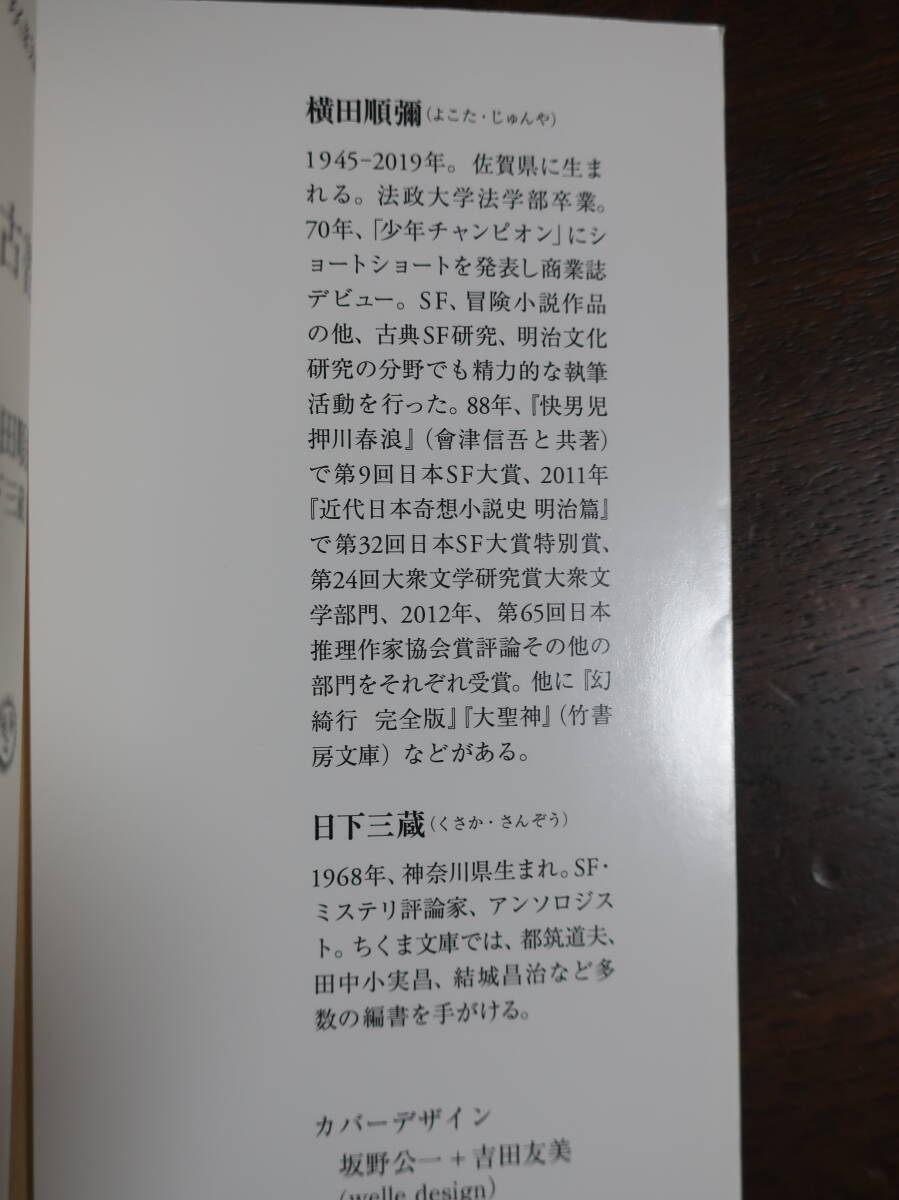 横田順彌(よこた・じゅんや)
1945-2019年。佐賀県に生ま
れる。法政大学法学部卒業。
70年、「少年チャンピオン」にシ
ョートショートを発表し商業誌
デビュー。SF、冒険小説作品
の他、古典SF研究、明治文化
研究の分野でも精力的な執筆
活動を行った。88年、『快男児
押川春浪』(會津信吾と共著)
で第9回日本SF大賞、2011年
『近代日本奇想小説史 明治篇』
で第32回日本SF大賞特別賞、
第24回大衆文学研究賞大衆文
学部門、2012年、第65回日本
推理作家協会賞評論その他の
部門をそれぞれ受賞。他に『幻
綺行 完全版』『大聖神』(竹書
房文庫)などがある。
日下三蔵(くさか・さんぞう)
1968年、神奈川県生まれ。SF・
ミステリ評論家、アンソロジス
ト。ちくま文庫では、都筑道夫、
田中小実昌、結城昌治など多
数の編書を手がける。
カバーデザイン
坂野公一+吉田友美
(welle design)